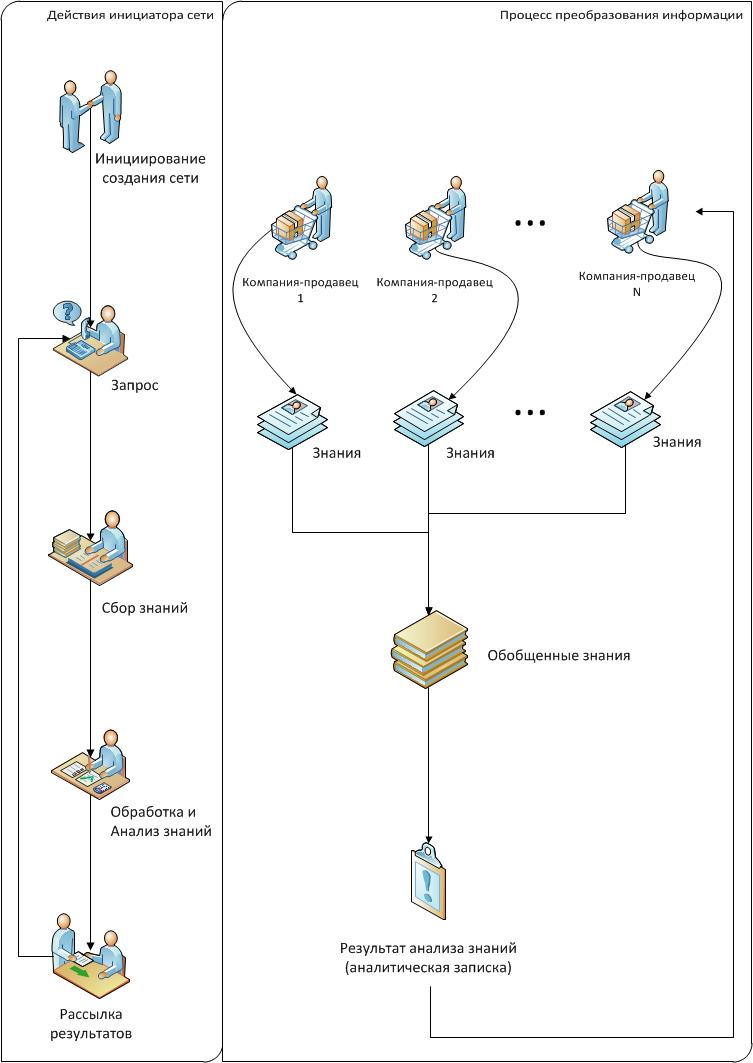 Действия инициатора сети
Инициирование
создания сети
?
Запрос
Сбор знаний
Обработка и
Анализ знаний
Рассылка
результатов
Процесс преобразования информации
Компания-продавец
1
Компания-продавец
2
...
Компания-продавец
N
Знания
Знания
...
Знания
Обобщенные знания
!
Результат анализа знаний
(аналитическая записка)